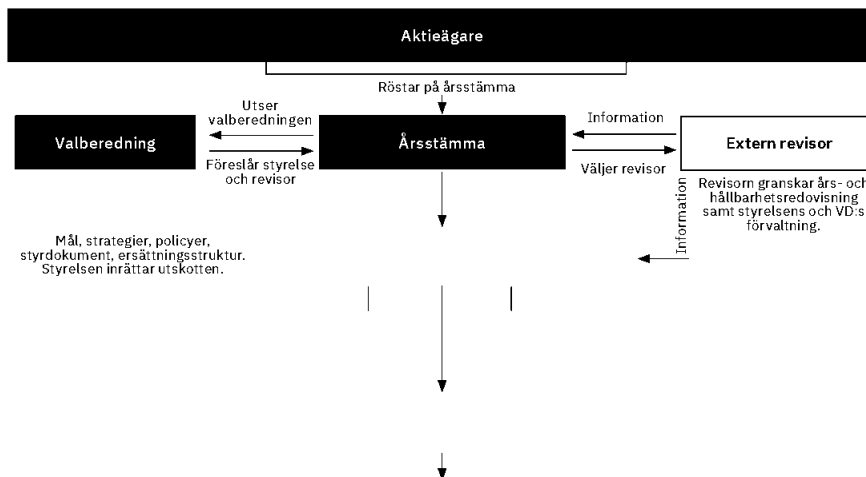 Aktieägare
Röstar på årsstämma
Utser
valberedningen
Information
Valberedning
Årsstämma
Extern revisor
Föreslår styrelse
och revisor
Väljer revisor
Revisorn granskar års- och
hållbarhetsredovisning
samt styrelsens och VD:s
förvaltning.
Information
Mål, strategier, policyer,
styrdokument, ersättningsstruktur.
Styrelsen inrättar utskotten.